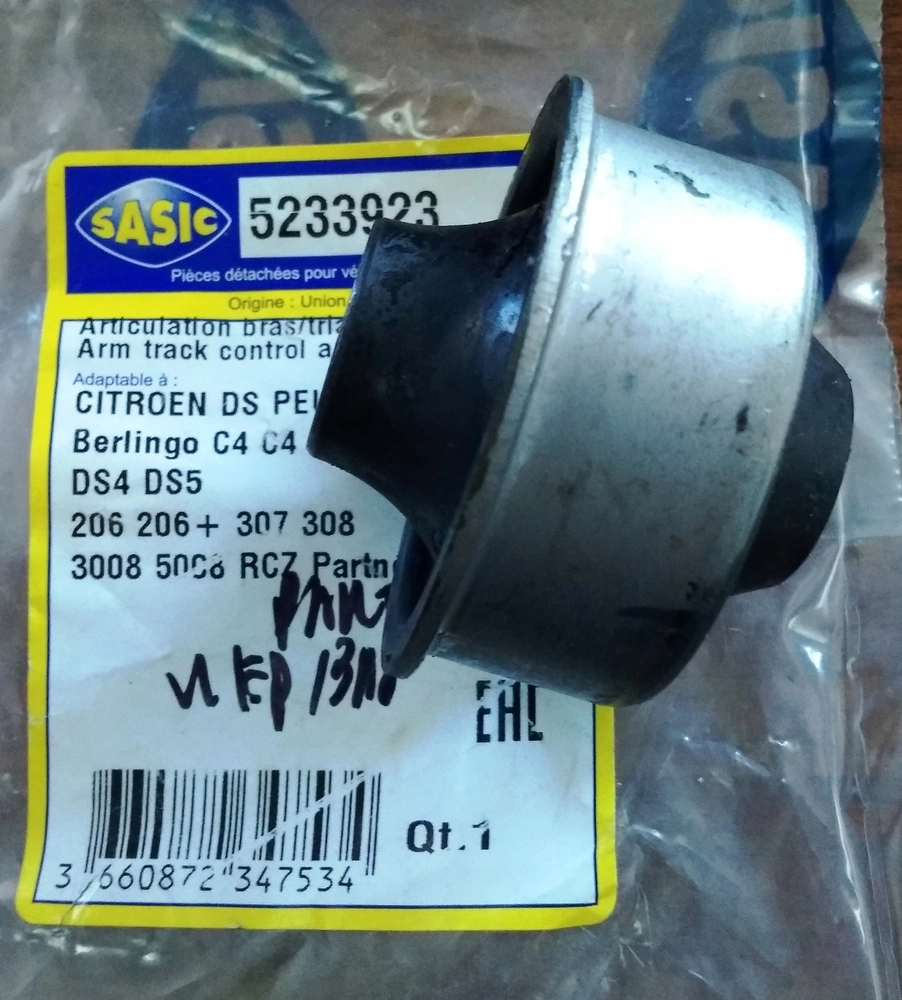 SASIC
5233923
Pièces détachées pour vé
Origine : Union
Articulation bras/tria
Arm track control a
Adaptable à :
CITROEN DS PEU
Berlingo C4 C4
DS4 DS5
206 206+ 307 308
3008 5008 RCZ Partn
EAC
Qt.1
3 660872 347534